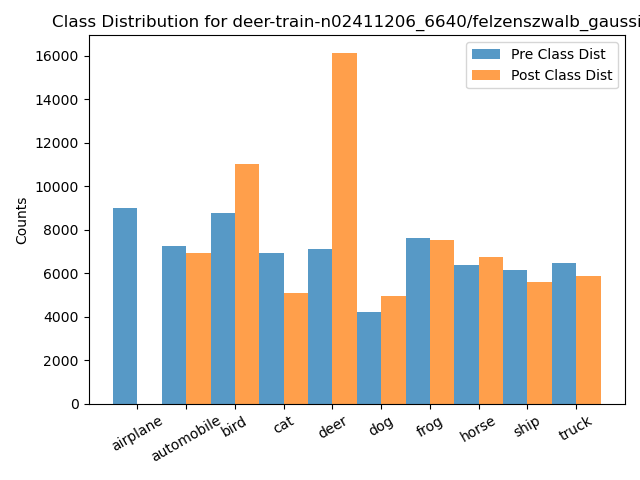 Class Distribution for deer-train-n02411206_6640/felzenszwalb_gaussi
Pre Class Dist
Post Class Dist
Counts
16000
14000
12000
10000
8000
6000
4000
2000
0
airplane
automobile
bird
cat
deer
dog
frog
horse
ship
truck